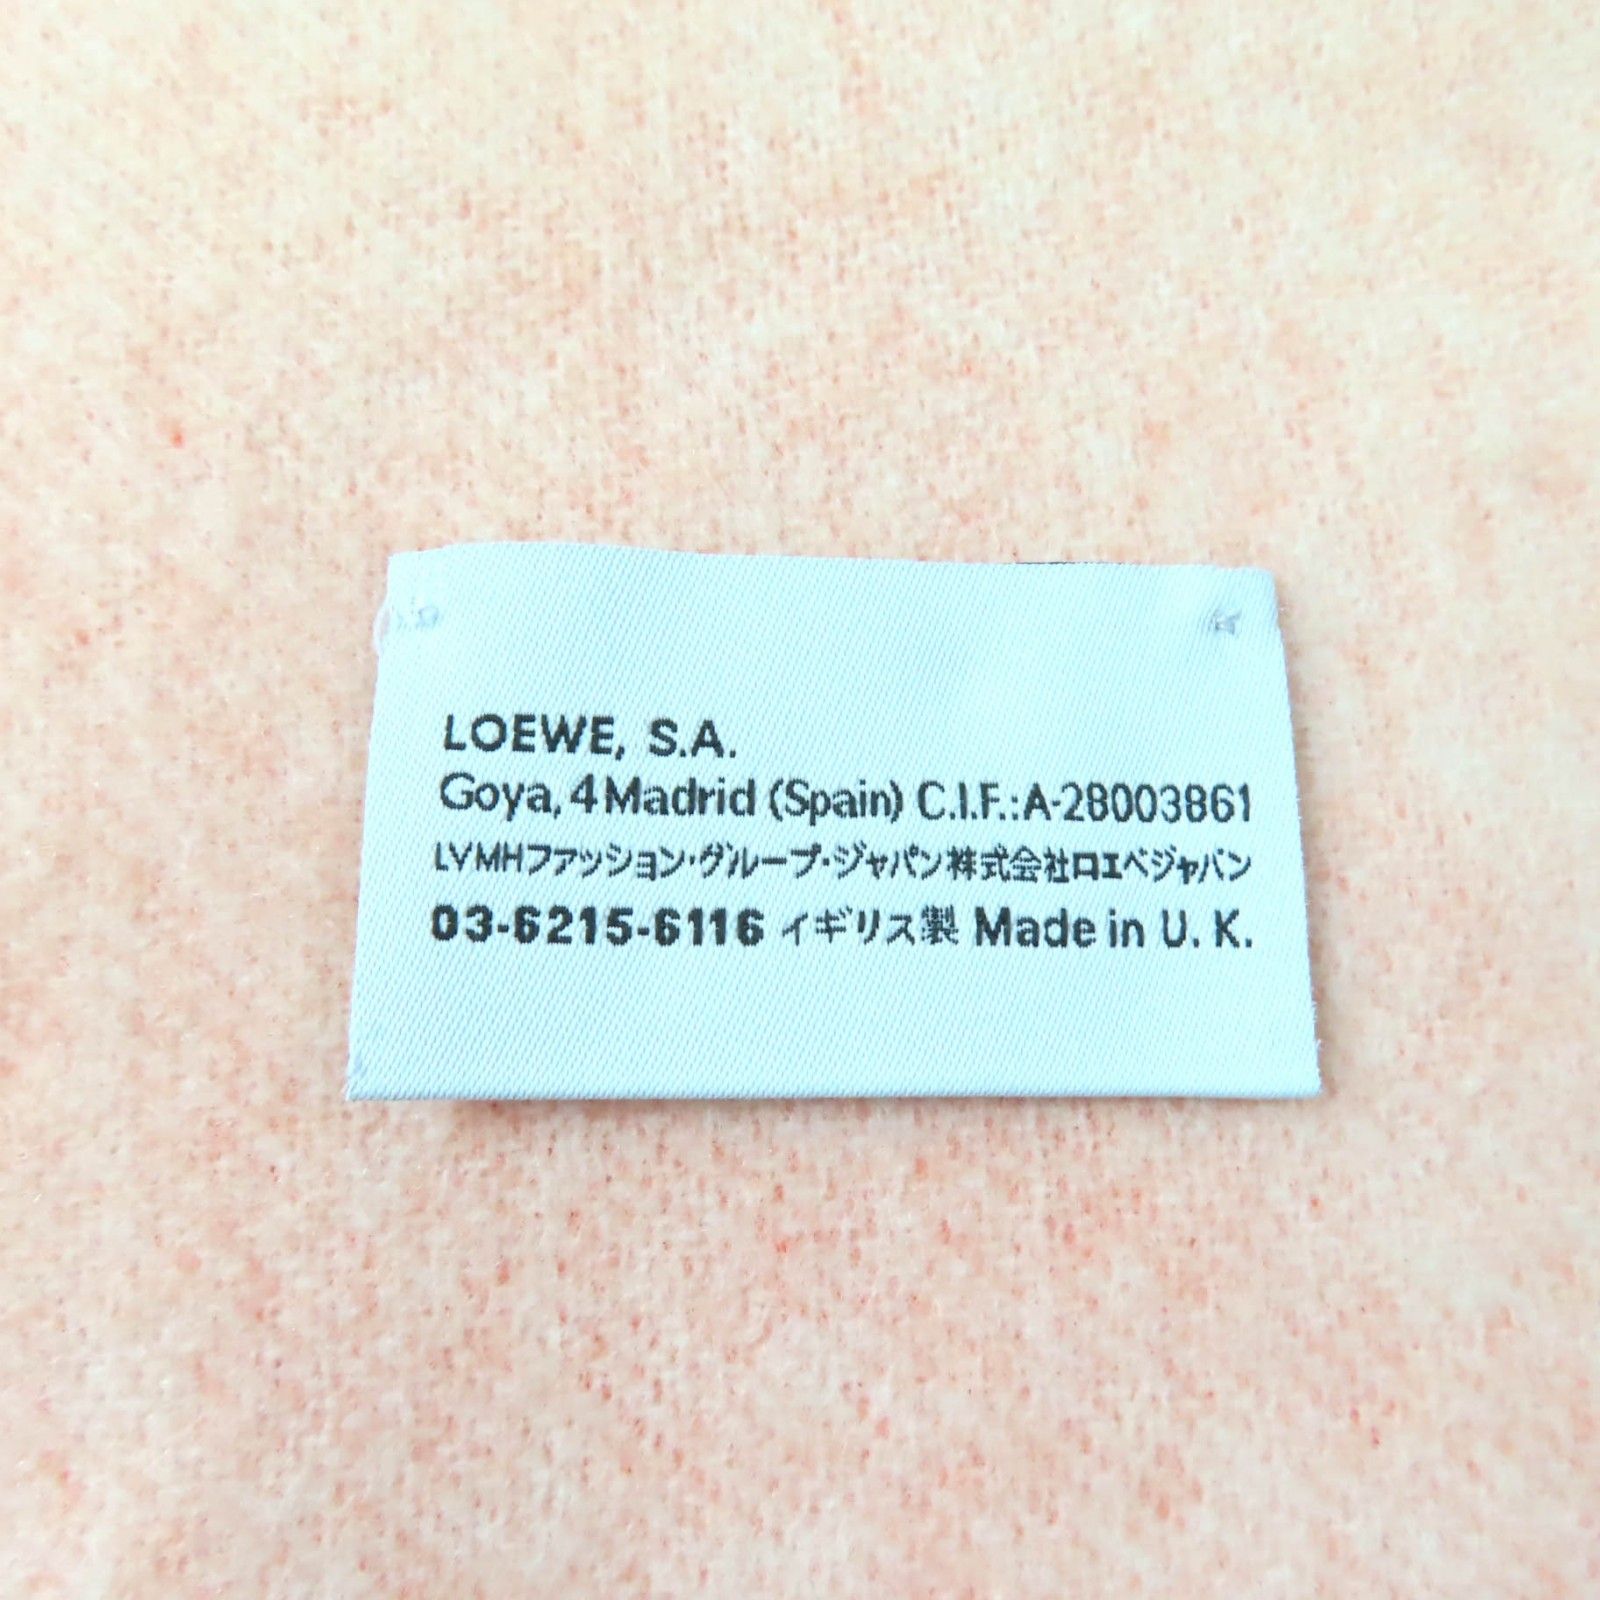 LOEWE, S.A.
Goya, 4 Madrid (Spain) C.I.F.:A-28003861
LVMHファッション・グループ・ジャパン株式会社ロエベジャパン
03-6215-6116 イギリス製 Made in U. K.